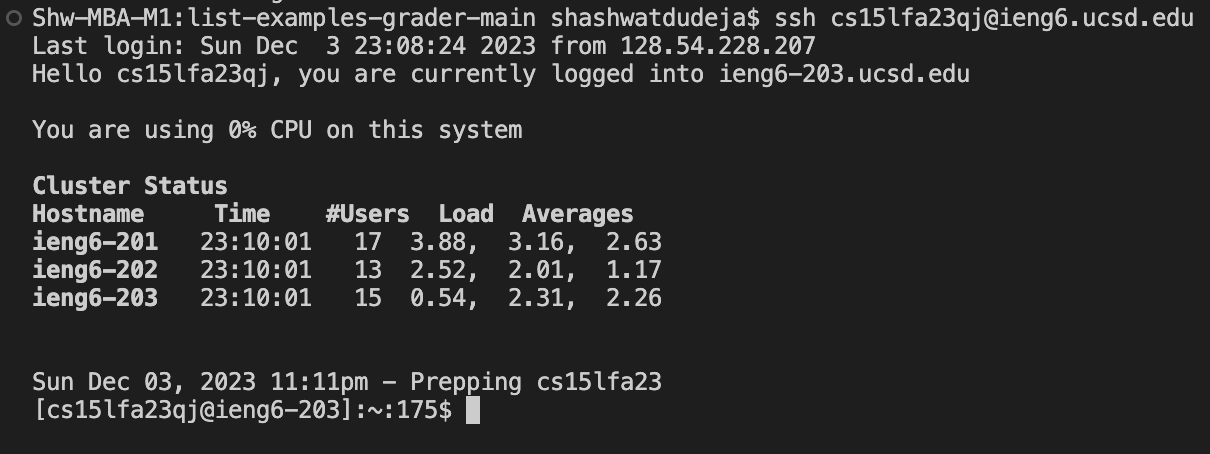 Shw-MBA-M1:list-examples-grader-main shashwatdudeja$ ssh cs15lfa23qj@ieng6.ucsd.edu
Last login: Sun Dec  3 23:08:24 2023 from 128.54.228.207
Hello cs15lfa23qj, you are currently logged into ieng6-203.ucsd.edu
You are using 0% CPU on this system
Cluster Status
Hostname     Time    #Users  Load  Averages
ieng6-201   23:10:01   17  3.88,  3.16,  2.63
ieng6-202   23:10:01   13  2.52,  2.01,  1.17
ieng6-203   23:10:01   15  0.54,  2.31,  2.26
Sun Dec 03, 2023 11:11pm - Prepping cs15lfa23
[cs15lfa23qj@ieng6-203]:~:175$